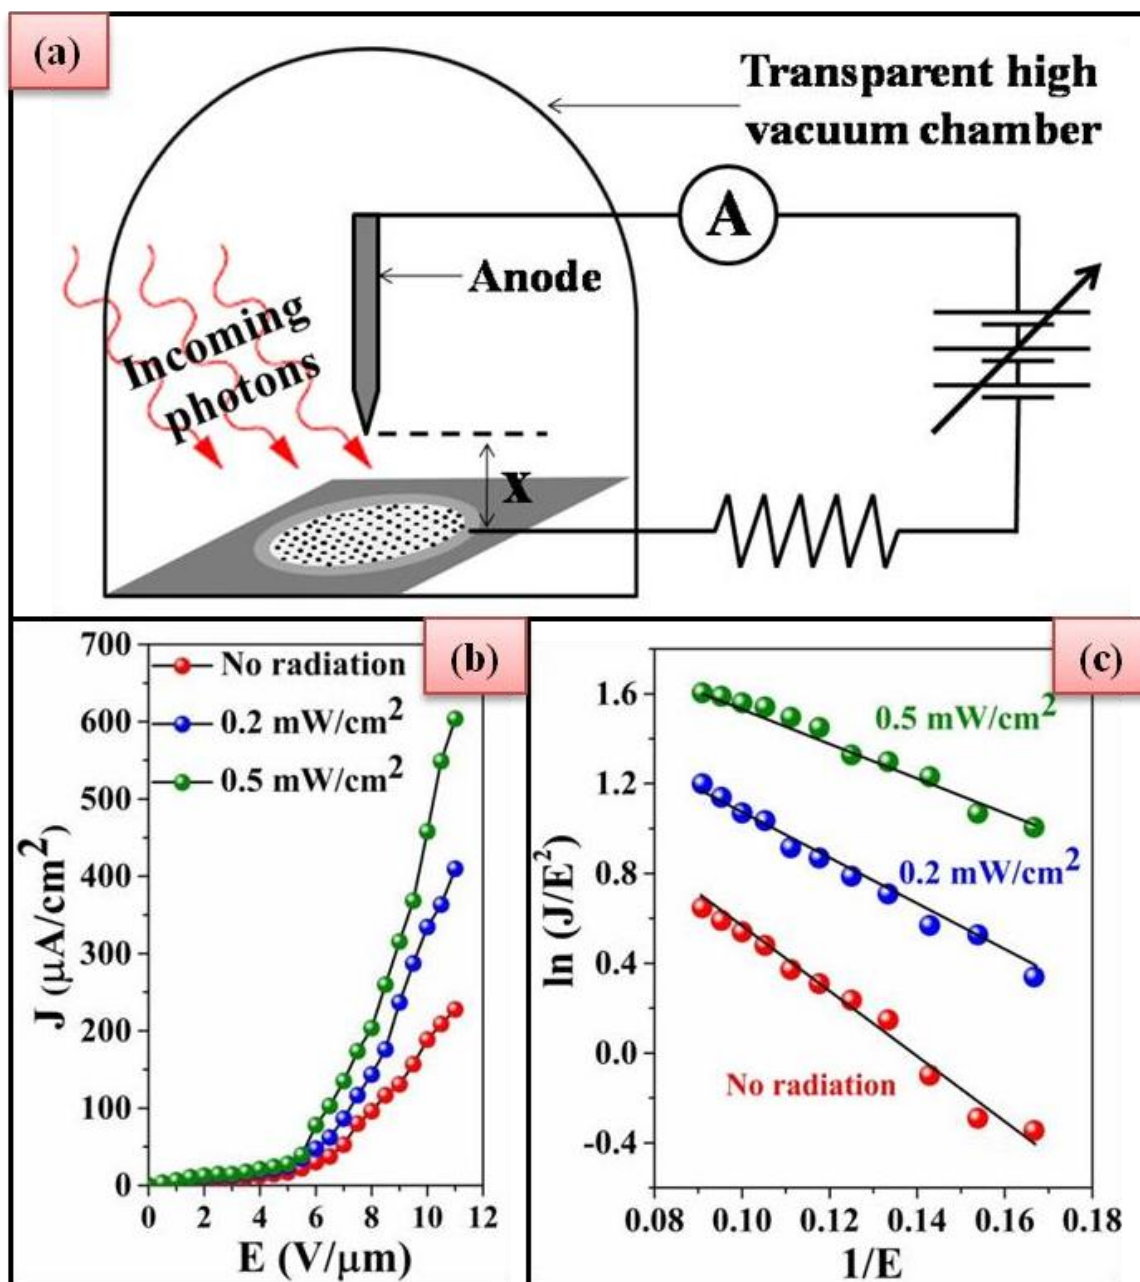 (a)
Transparent high
vacuum chamber
A
Anode
Incoming
photons
x
(b)
700
600
500
400
300
200
100
0
J (μA/cm²)
No radiation
0.2 mW/cm²
0.5 mW/cm²
0 2 4 6 8 10 12
E (V/μm)
(c)
1.6
1.2
0.8
0.4
0.0
-0.4
ln (J/E²)
0.5 mW/cm²
0.2 mW/cm²
No radiation
0.08 0.10 0.12 0.14 0.16 0.18
1/E